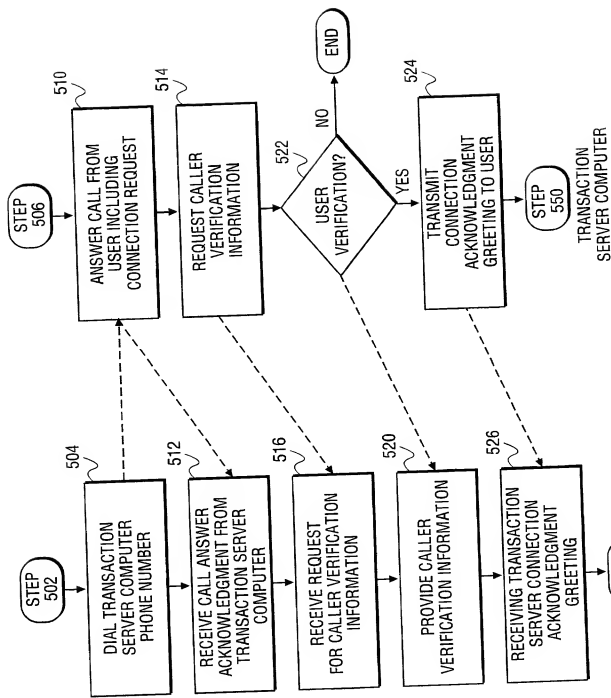 STEP
502
DIAL TRANSACTION
SERVER COMPUTER
PHONE NUMBER
504
RECEIVE CALL ANSWER
ACKNOWLEDGMENT FROM
TRANSACTION SERVER
COMPUTER
512
RECEIVE REQUEST
FOR CALLER VERIFICATION
INFORMATION
516
PROVIDE CALLER
VERIFICATION INFORMATION
520
RECEIVING TRANSACTION
SERVER CONNECTION
ACKNOWLEDGMENT
GREETING
526
STEP
506
ANSWER CALL FROM
USER INCLUDING
CONNECTION REQUEST
510
REQUEST CALLER
VERIFICATION
INFORMATION
514
USER
VERIFICATION?
522
NO
END
YES
TRANSMIT
CONNECTION
ACKNOWLEDGMENT
GREETING TO USER
524
STEP
550
TRANSACTION
SERVER COMPUTER